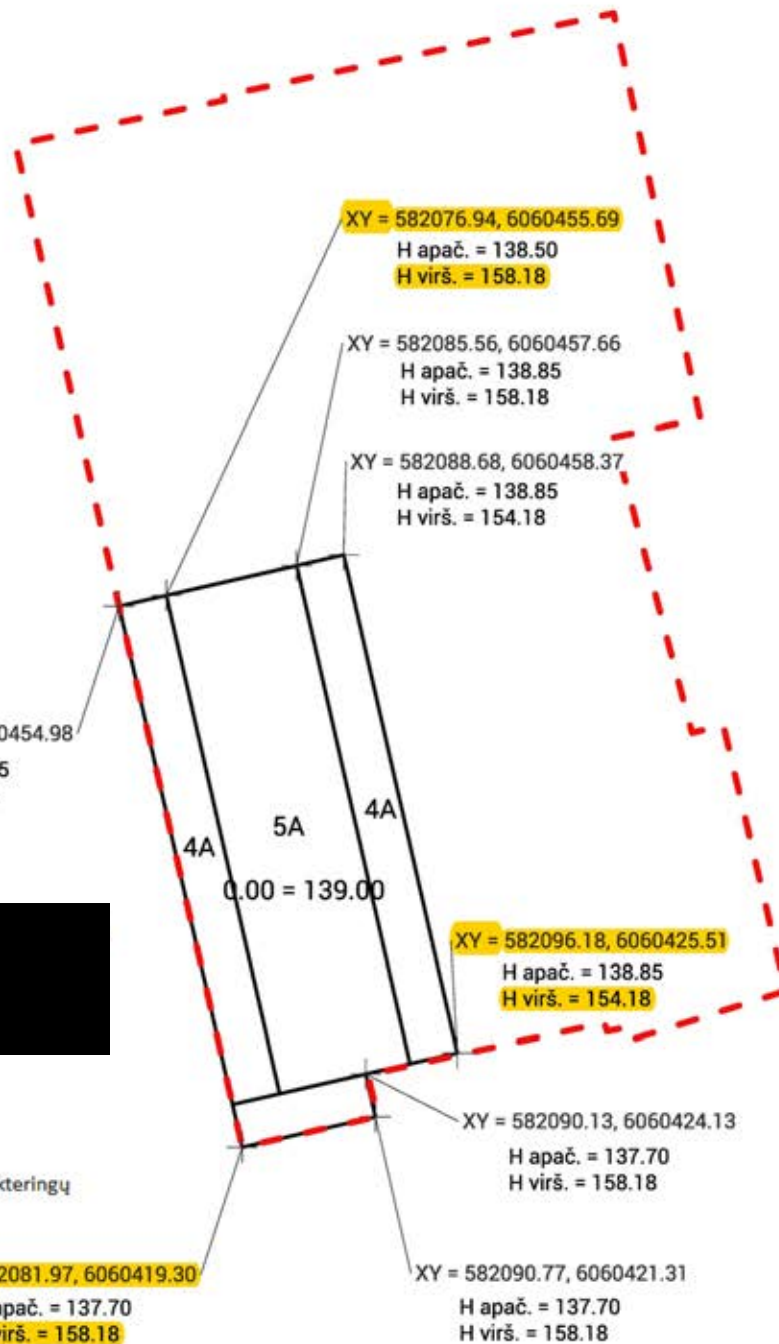 XY = 582076.94, 6060455.69
H apač. = 138.50
H virš. = 158.18
XY = 582085.56, 6060457.66
H apač. = 138.85
H virš. = 158.18
XY = 582088.68, 6060458.37
H apač. = 138.85
H virš. = 154.18
0454.98
5
4A
5A
4A
0.00 = 139.00
XY = 582096.18, 6060425.51
H apač. = 138.85
H virš. = 154.18
XY = 582090.13, 6060424.13
H apač. = 137.70
H virš. = 158.18
kteringų
2081.97, 6060419.30
apač. = 137.70
virš. = 158.18
XY = 582090.77, 6060421.31
H apač. = 137.70
H virš. = 158.18